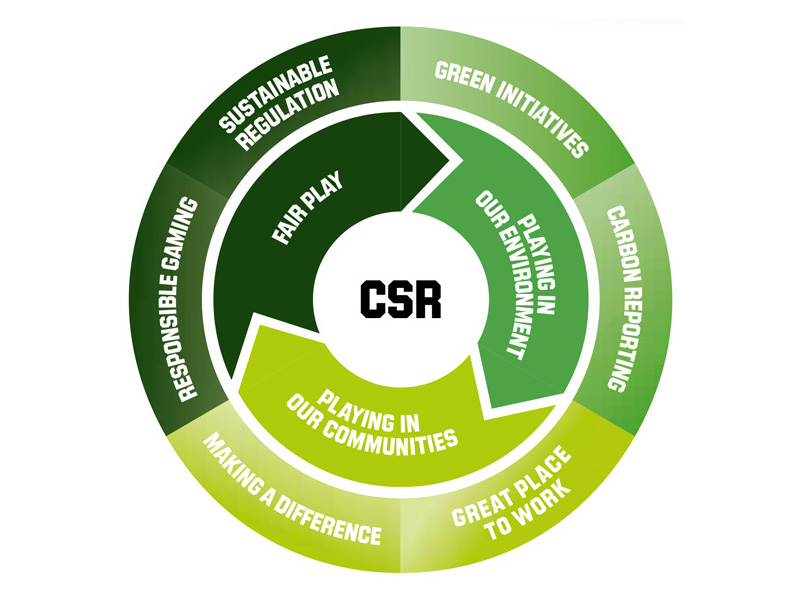 SUSTAINABLE
REGULATION
GREEN INITIATIVES
CARBON REPORTING
GREAT PLACE
TO WORK
MAKING A DIFFERENCE
RESPONSIBLE GAMING
FAIR PLAY
PLAYING IN
OUR ENVIRONMENT
PLAYING IN
OUR COMMUNITIES
CSR